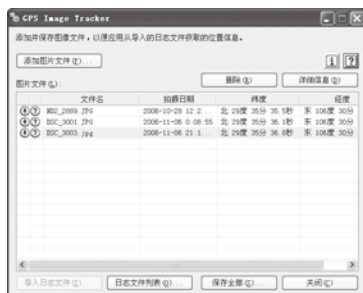 GPS Image Tracker
添加并保存图像文件，以便应用从导入的日志文件获取的位置信息。
添加图片文件(P)...
图片文件(L):
删除(R)
详细信息(D)
文件名 拍摄日期 纬度 经度
2889.JPG 2006-10-28 12:2... 北 29度 35分 35.5秒 东 106度 30分
DSC_3001.JPG 2006-11-06 0:08:55 北 29度 35分 36.1秒 东 106度 30分
DSC_3003.jpg 2006-11-06 21:1... 北 29度 35分 36.6秒 东 106度 30分
导入日志文件(I)...
日志文件列表(G)...
保存全部(S)...
关闭(C)